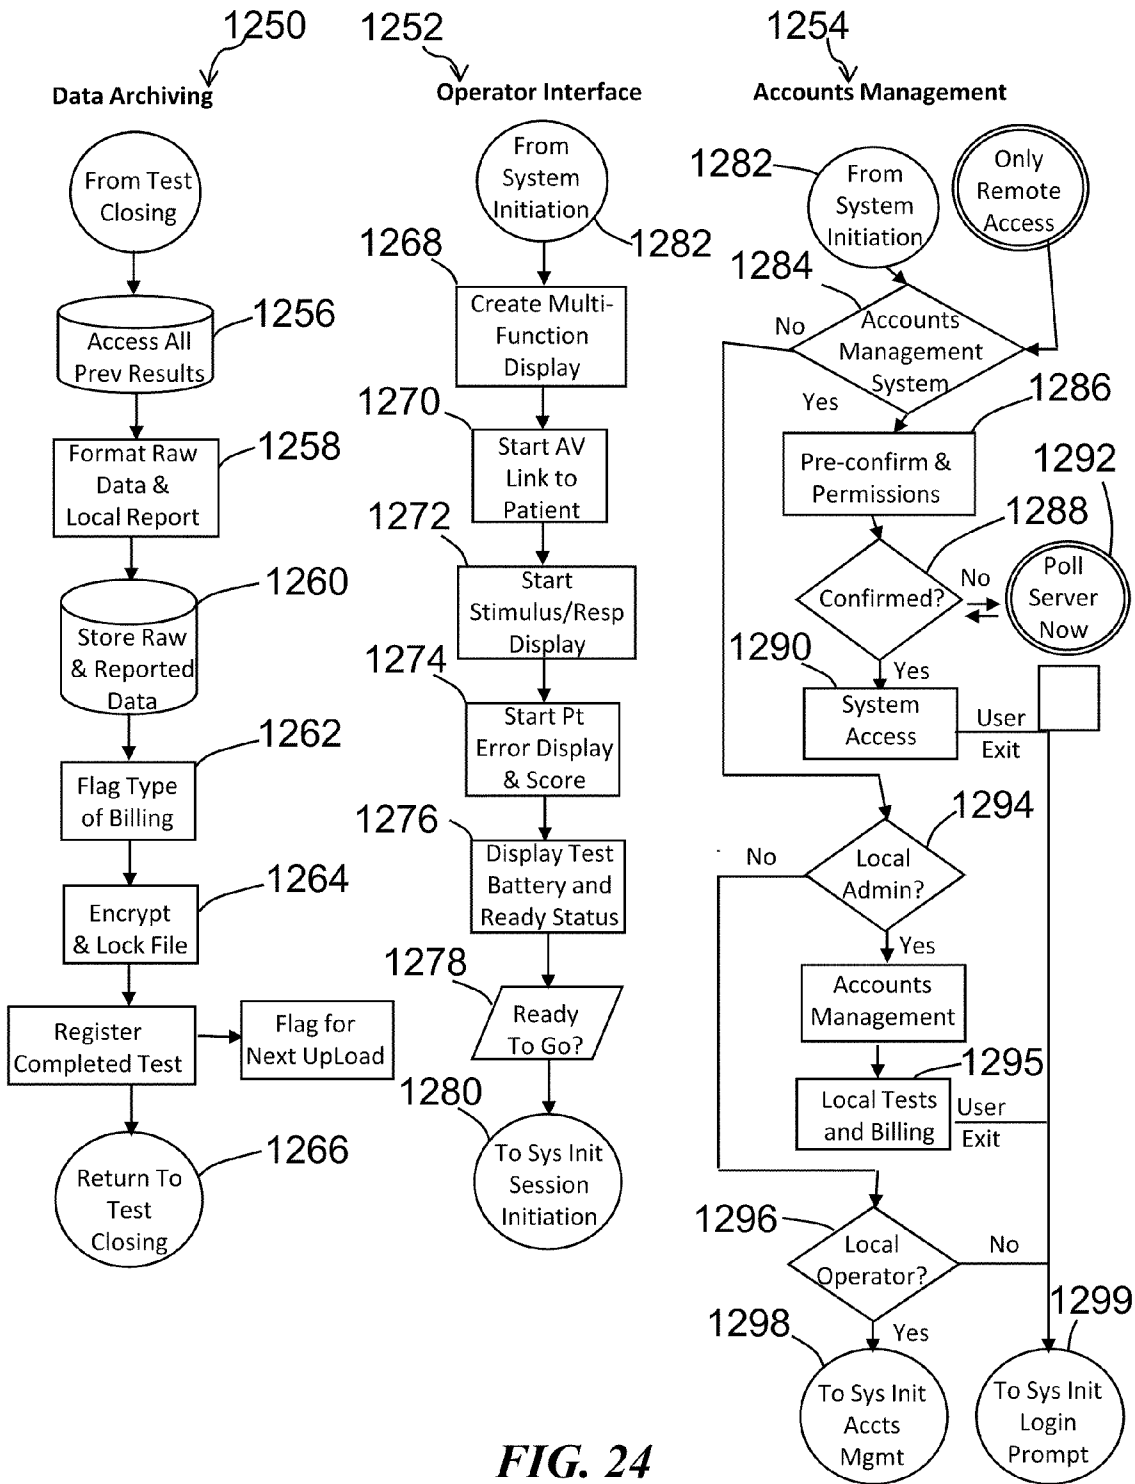 1250
Data Archiving
From Test
Closing
Access All
Prev Results
1256
Format Raw
Data &
Local Report
1258
Store Raw
& Reported
Data
1260
Flag Type
of Billing
1262
Encrypt
& Lock File
1264
Register
Completed Test
Flag for
Next UpLoad
Return To
Test
Closing
1266
1252
Operator Interface
From
System
Initiation
1282
1268
Create Multi-
Function
Display
1270
Start AV
Link to
Patient
1272
Start
Stimulus/Resp
Display
1274
Start Pt
Error Display
& Score
1276
Display Test
Battery and
Ready Status
1278
Ready
To Go?
1280
To Sys Init
Session
Initiation
1254
Accounts Management
1282
From
System
Initiation
Only
Remote
Access
1284
No
Accounts
Management
System
Yes
1286
Pre-confirm &
Permissions
1292
1288
Confirmed?
No
Poll
Server
Now
1290
Yes
System
Access
User
Exit
1294
No
Local
Admin?
Yes
Accounts
Management
1295
Local Tests
and Billing
User
Exit
1296
Local
Operator?
No
1298
Yes
1299
To Sys Init
Accts
Mgmt
To Sys Init
Login
Prompt
FIG. 24